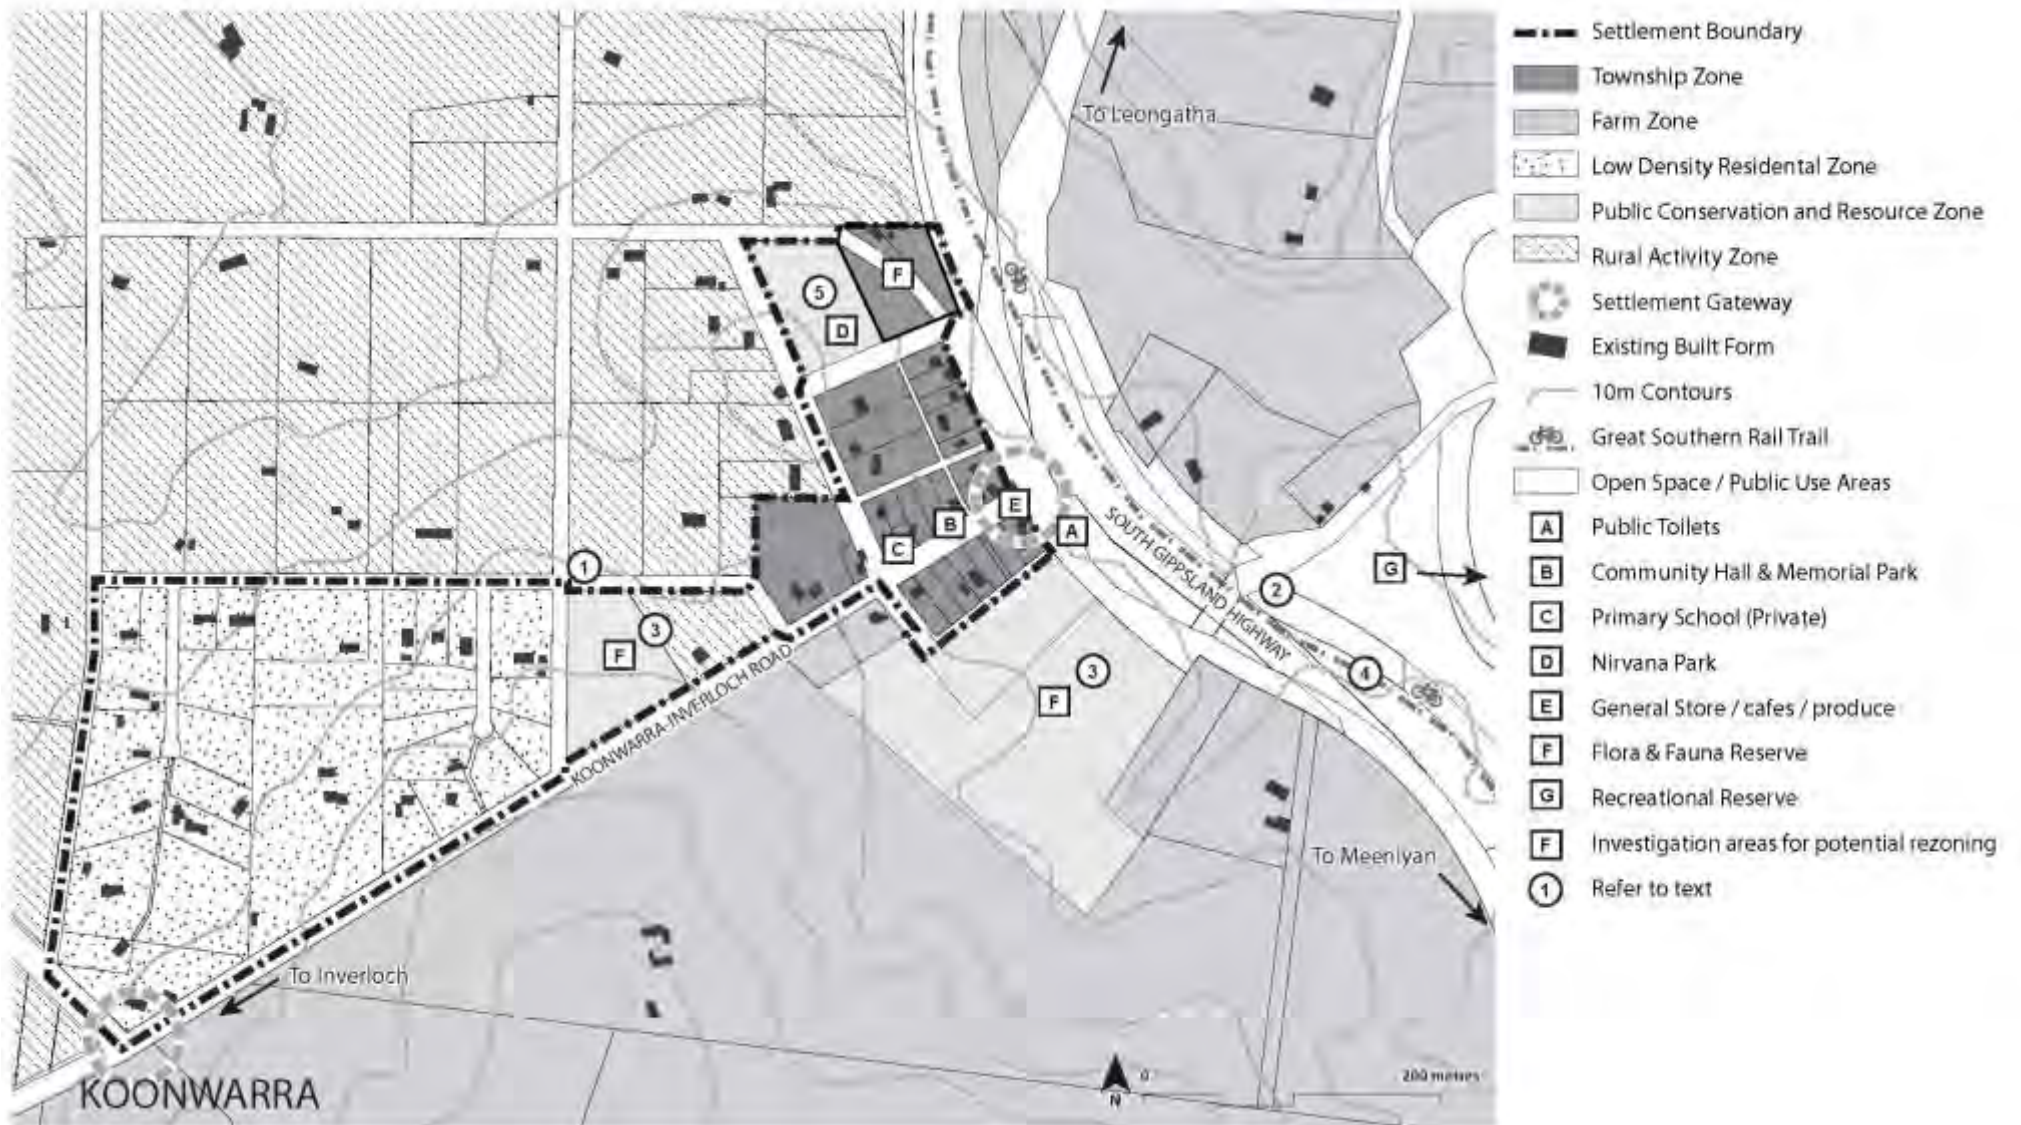 To Leongatha
F
5
D
E
B
A
C
SOUTH GIPPSLAND HIGHWAY
1
2
G
3
F
4
3
F
KOONWARRA-INVERLOCH ROAD
To Meeniyan
To Inverloch
KOONWARRA
N
0
200 metres
Settlement Boundary
Township Zone
Farm Zone
Low Density Residental Zone
Public Conservation and Resource Zone
Rural Activity Zone
Settlement Gateway
Existing Built Form
10m Contours
Great Southern Rail Trail
Open Space / Public Use Areas
A Public Toilets
B Community Hall & Memorial Park
C Primary School (Private)
D Nirvana Park
E General Store / cafes / produce
F Flora & Fauna Reserve
G Recreational Reserve
F Investigation areas for potential rezoning
1 Refer to text